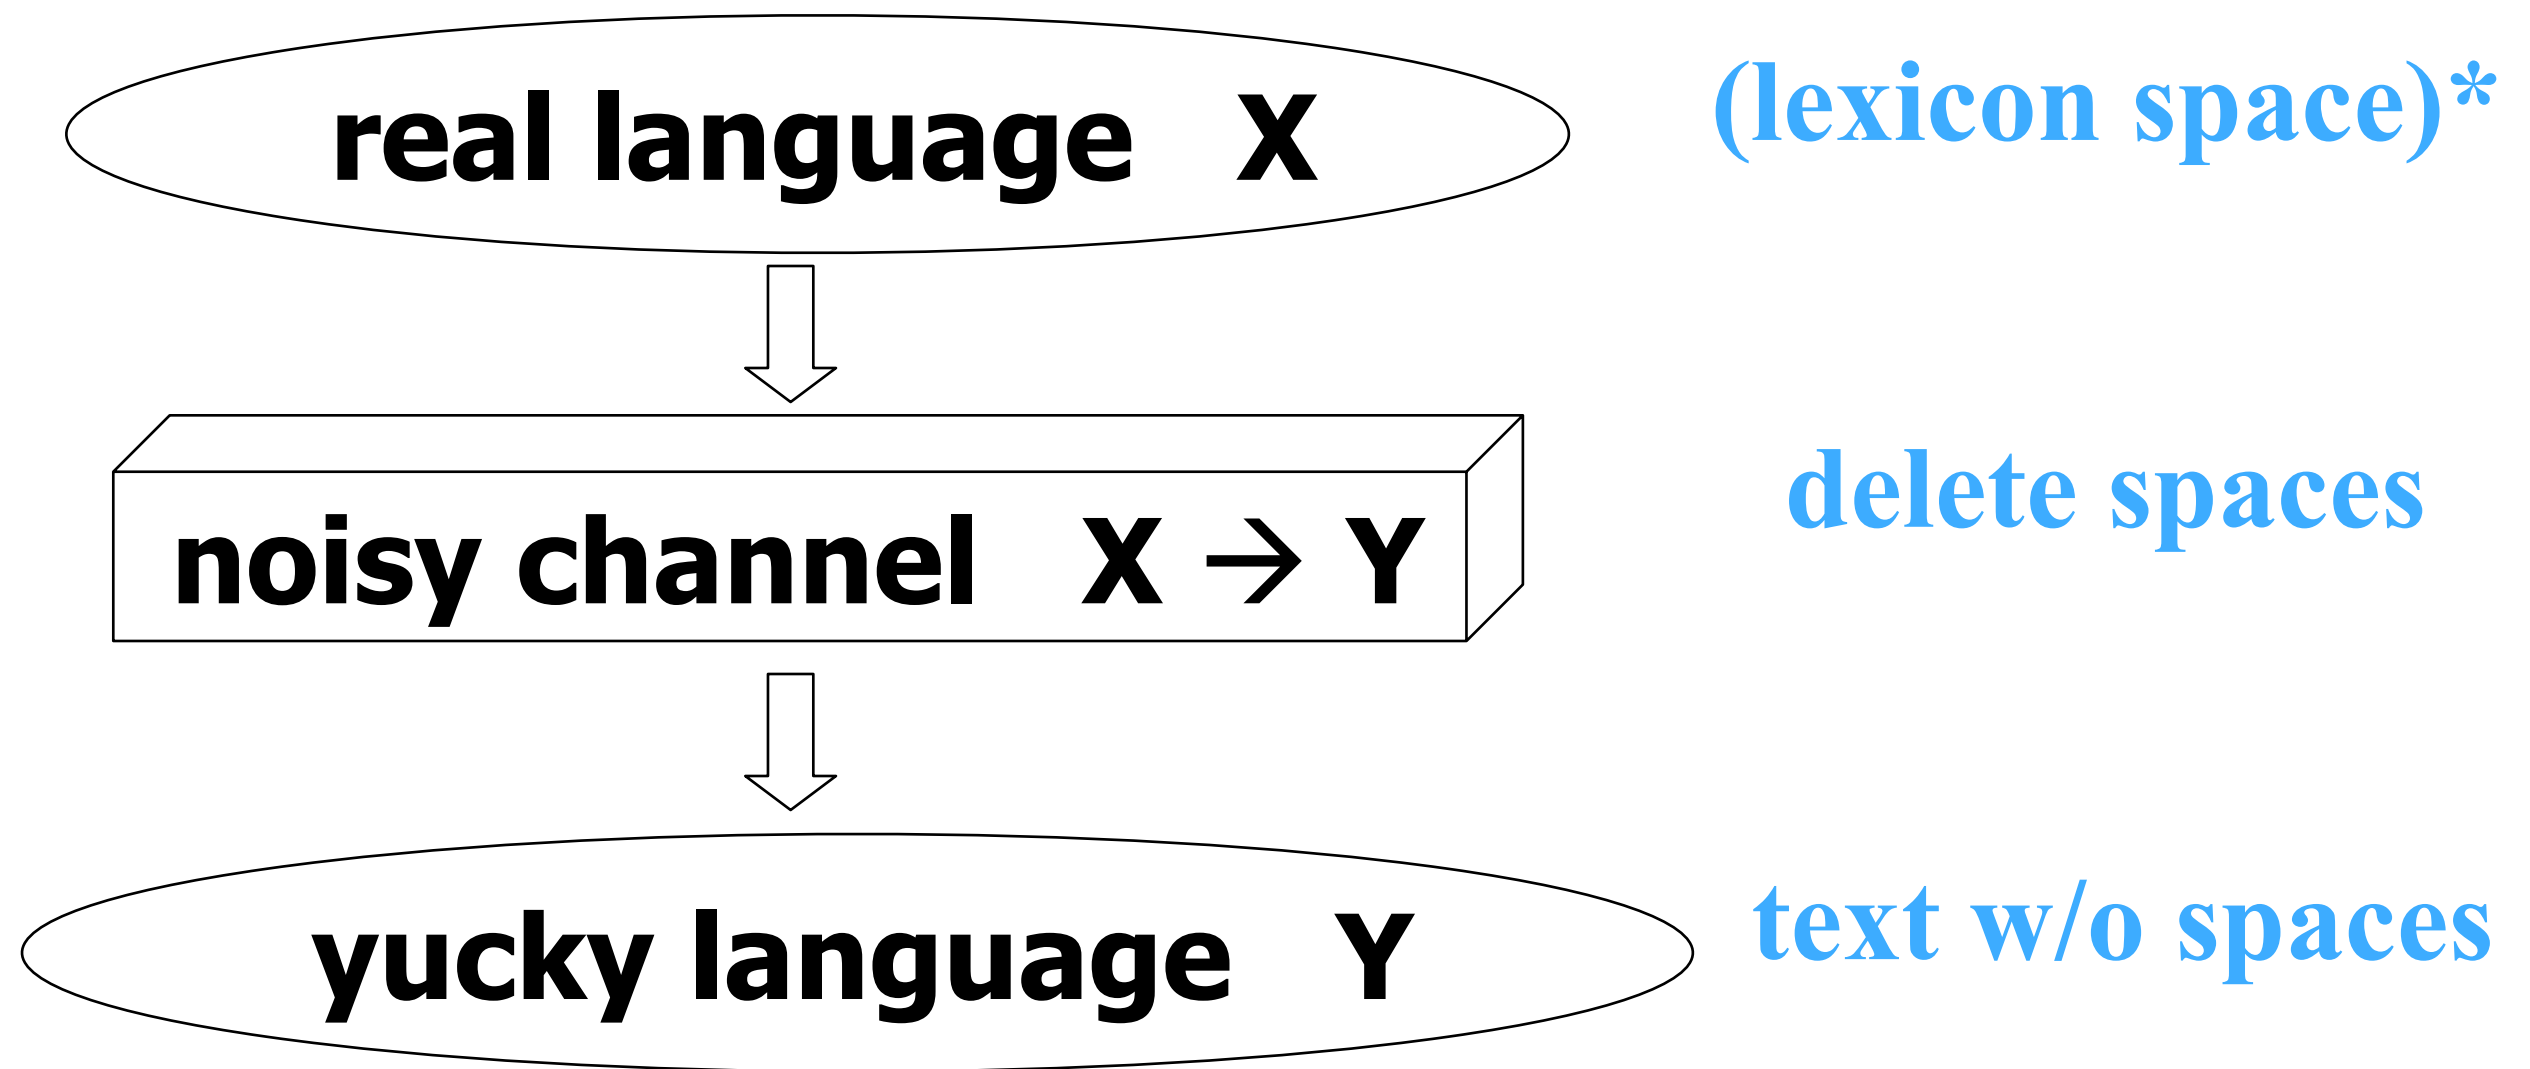 real language X
(lexicon space)*
noisy channel X → Y
delete spaces
yucky language Y
text w/o spaces